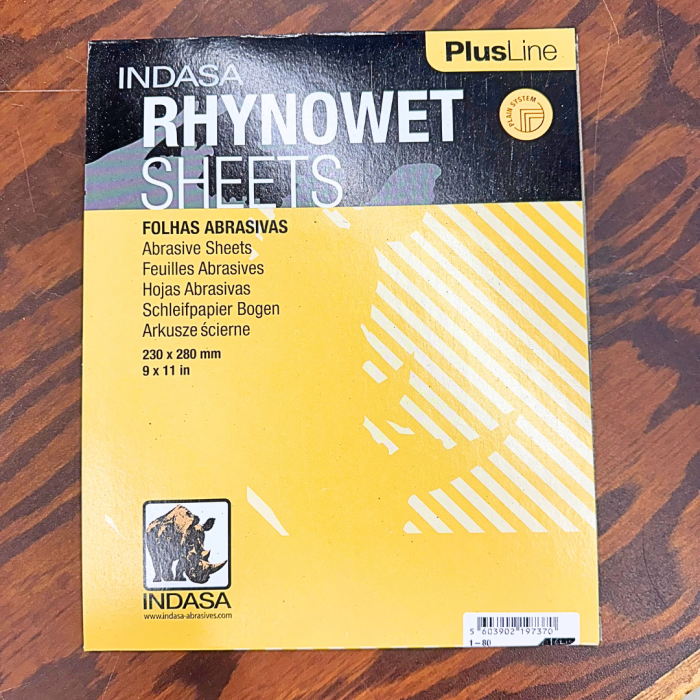 PlusLine
INDASA
RHYNOWET
SHEETS
PLAIN SYSTEM
FOLHAS ABRASIVAS
Abrasive Sheets
Feuilles Abrasives
Hojas Abrasivas
Schleifpapier Bogen
Arkusze ścierne
230 x 280 mm
9 x 11 in
INDASA
www.indasa-abrasives.com
5 603902 197370
1-80